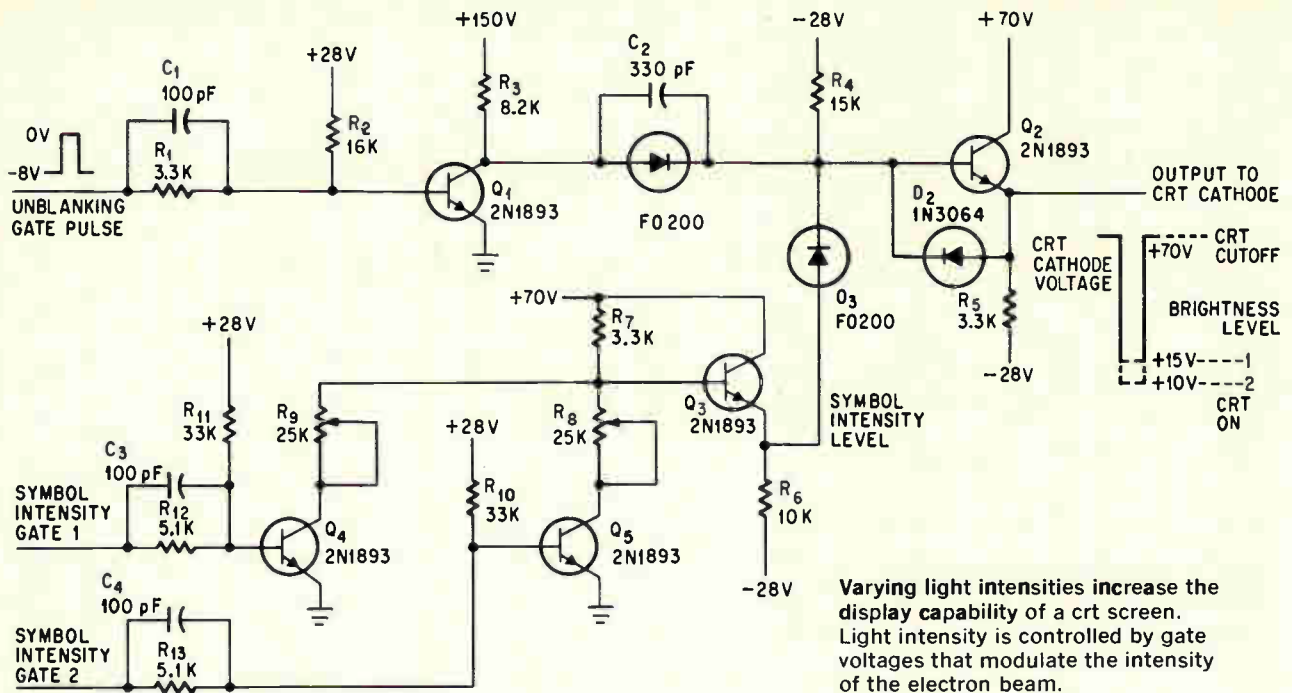 +150V
-28V
+70V
C2
330 pF
+28V
C1
100 pF
R3
8.2K
R4
15K
0V
-8V
R1
3.3K
R2
16K
Q2
2N1893
UNBLANKING
GATE PULSE
Q1
2N1893
FD200
OUTPUT TO
CRT CATHODE
D2
1N3064
CRT
CATHODE
VOLTAGE
+70V
CRT
CUTOFF
D3
FD200
R5
3.3K
BRIGHTNESS
LEVEL
+15V----1
+10V----2
CRT
ON
-28V
+70V
R7
3.3K
+28V
R11
33K
R9
25K
+28V
R8
25K
Q3
2N1893
SYMBOL
INTENSITY
LEVEL
C3
100 pF
SYMBOL
INTENSITY
GATE 1
R12
5.1K
Q4
2N1893
R10
33K
Q5
2N1893
R6
10K
-28V
C4
100 pF
SYMBOL
INTENSITY
GATE 2
R13
5.1K
Varying light intensities increase the
display capability of a crt screen.
Light intensity is controlled by gate
voltages that modulate the intensity
of the electron beam.